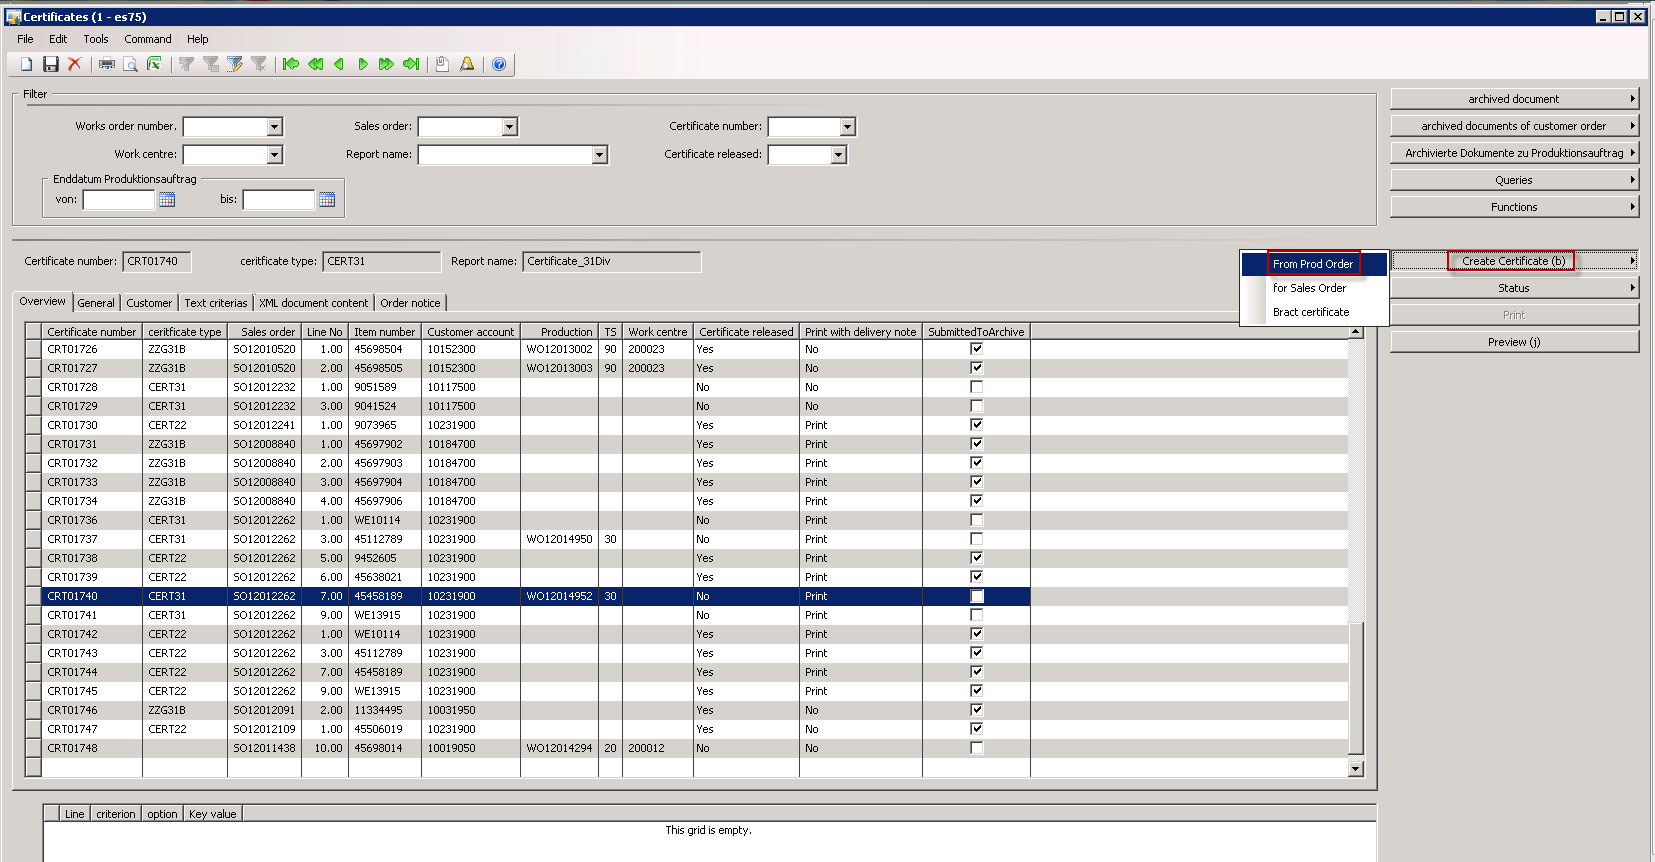 Certificates (1 - es75)
File Edit Tools Command Help
Filter
Works order number. Sales order: Certificate number:
Work centre: Report name: Certificate released:
Enddatum Produktionsauftrag
von: bis:
archived document
archived documents of customer order
Archivierte Dokumente zu Produktionsauftrag
Queries
Functions
Certificate number: CRT01740 ceritficate type: CERT31 Report name: Certificate_31Div
From Prod Order
for Sales Order
Bract certificate
Create Certificate (b)
Status
Print
Preview (j)
Overview General Customer Text criterias XML document content Order notice
Certificate number ceritficate type Sales order Line No Item number Customer account Production TS Work centre Certificate released Print with delivery note SubmittedToArchive
CRT01726 ZZG31B SO12010520 1.00 45698504 10152300 WO12013002 90 200023 Yes No
CRT01727 ZZG31B SO12010520 2.00 45698505 10152300 WO12013003 90 200023 Yes No
CRT01728 CERT31 SO12012232 1.00 9051589 10117500 No No
CRT01729 CERT31 SO12012232 3.00 9041524 10117500 No No
CRT01730 CERT22 SO12012241 1.00 9073965 10231900 Yes Print
CRT01731 ZZG31B SO12008840 1.00 45697902 10184700 Yes Print
CRT01732 ZZG31B SO12008840 2.00 45697903 10184700 Yes Print
CRT01733 ZZG31B SO12008840 3.00 45697904 10184700 Yes Print
CRT01734 ZZG31B SO12008840 4.00 45697906 10184700 Yes Print
CRT01736 CERT31 SO12012262 1.00 WE10114 10231900 No Print
CRT01737 CERT31 SO12012262 3.00 45112789 10231900 WO12014950 30 No Print
CRT01738 CERT22 SO12012262 5.00 9452605 10231900 Yes Print
CRT01739 CERT22 SO12012262 6.00 45638021 10231900 Yes Print
CRT01740 CERT31 SO12012262 7.00 45458189 10231900 WO12014952 30 No Print
CRT01741 CERT31 SO12012262 9.00 WE13915 10231900 No Print
CRT01742 CERT22 SO12012262 1.00 WE10114 10231900 Yes Print
CRT01743 CERT22 SO12012262 3.00 45112789 10231900 Yes Print
CRT01744 CERT22 SO12012262 7.00 45458189 10231900 Yes Print
CRT01745 CERT22 SO12012262 9.00 WE13915 10231900 Yes Print
CRT01746 ZZG31B SO12012091 2.00 11334495 10031950 Yes No
CRT01747 CERT22 SO12012109 1.00 45506019 10231900 Yes No
CRT01748 SO12011438 10.00 45698014 10019050 WO12014294 20 200012 No No
Line criterion option Key value
This grid is empty.